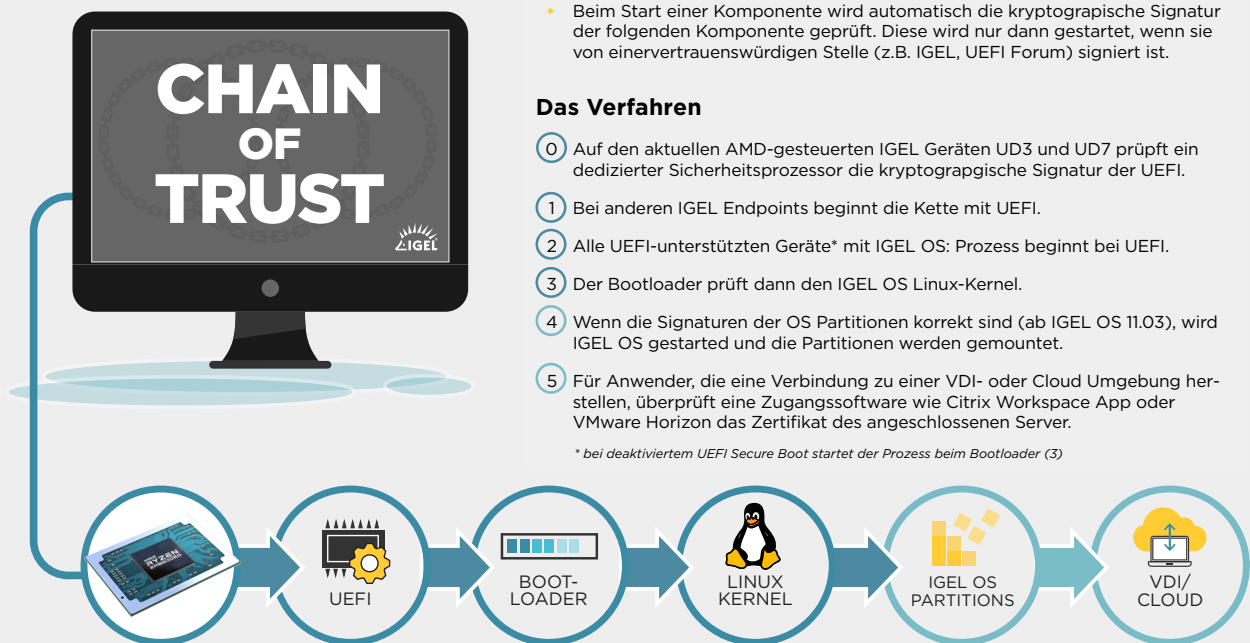 CHAIN
OF
TRUST
IGEL
• Beim Start einer Komponente wird automatisch die kryptograpische Signatur
der folgenden Komponente geprüft. Diese wird nur dann gestartet, wenn sie
von einervertrauenswürdigen Stelle (z.B. IGEL, UEFI Forum) signiert ist.
Das Verfahren
0 Auf den aktuellen AMD-gesteuerten IGEL Geräten UD3 und UD7 prüpft ein
dedizierter Sicherheitsprozessor die kryptograpgische Signatur der UEFI.
1 Bei anderen IGEL Endpoints beginnt die Kette mit UEFI.
2 Alle UEFI-unterstützten Geräte* mit IGEL OS: Prozess beginnt bei UEFI.
3 Der Bootloader prüft dann den IGEL OS Linux-Kernel.
4 Wenn die Signaturen der OS Partitionen korrekt sind (ab IGEL OS 11.03), wird
IGEL OS gestarted und die Partitionen werden gemountet.
5 Für Anwender, die eine Verbindung zu einer VDI- oder Cloud Umgebung her-
stellen, überprüft eine Zugangssoftware wie Citrix Workspace App oder
VMware Horizon das Zertifikat des angeschlossenen Server.
* bei deaktiviertem UEFI Secure Boot startet der Prozess beim Bootloader (3)
AMD
RYZEN
EMBEDDED
UEFI
BOOT-
LOADER
LINUX
KERNEL
IGEL OS
PARTITIONS
VDI/
CLOUD